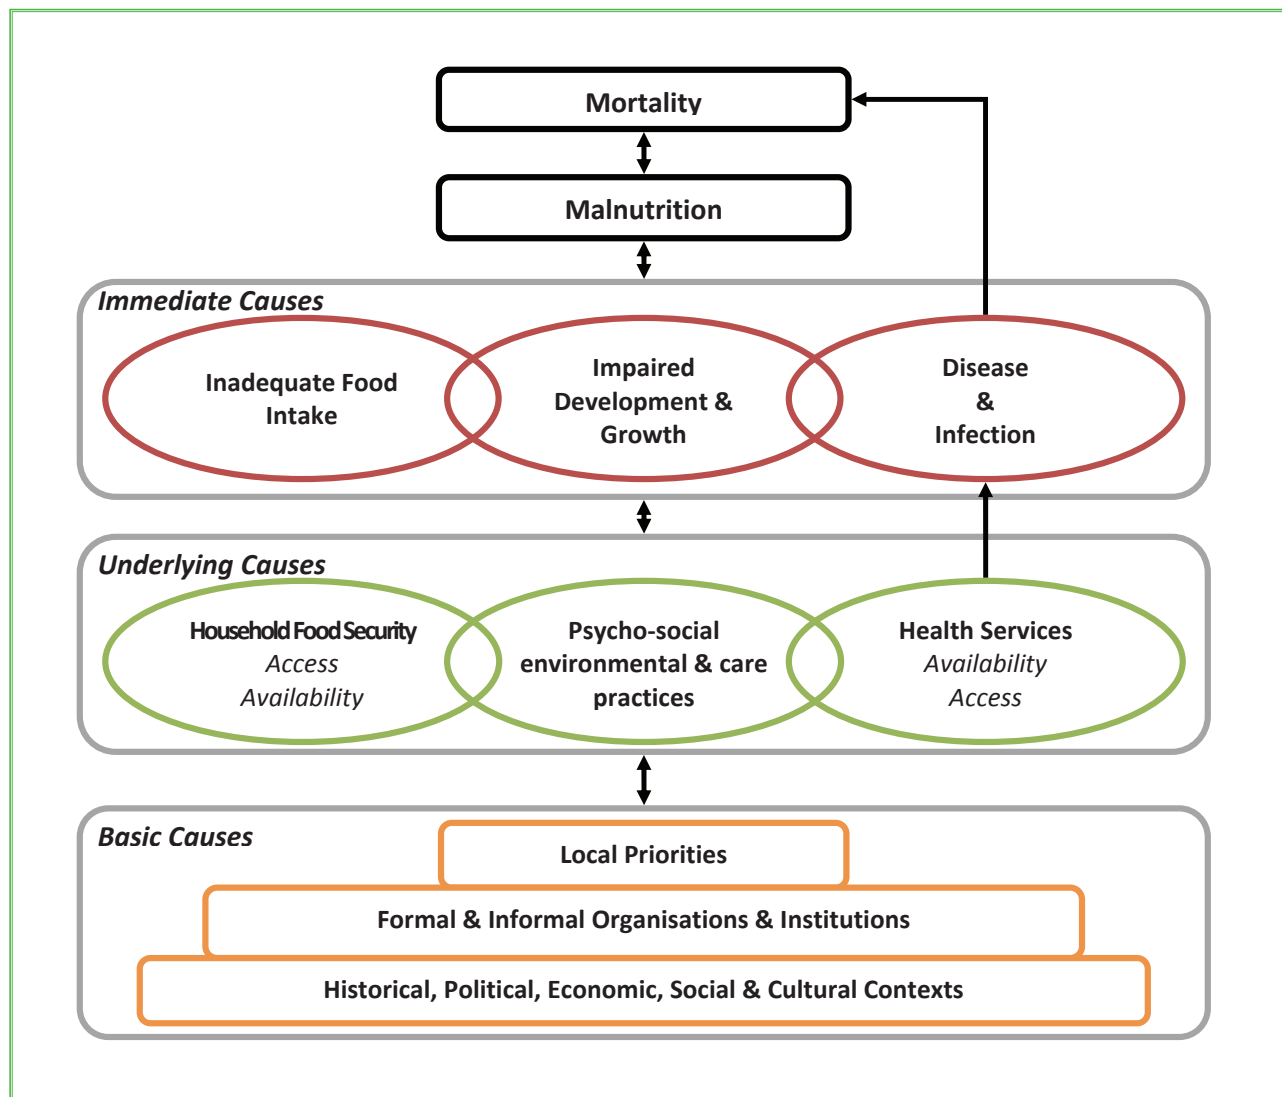 Mortality
Malnutrition
Immediate Causes
Inadequate Food
Intake
Impaired
Development &
Growth
Disease
&
Infection
Underlying Causes
Household Food Security
Access
Availability
Psycho-social
environmental & care
practices
Health Services
Availability
Access
Basic Causes
Local Priorities
Formal & Informal Organisations & Institutions
Historical, Political, Economic, Social & Cultural Contexts